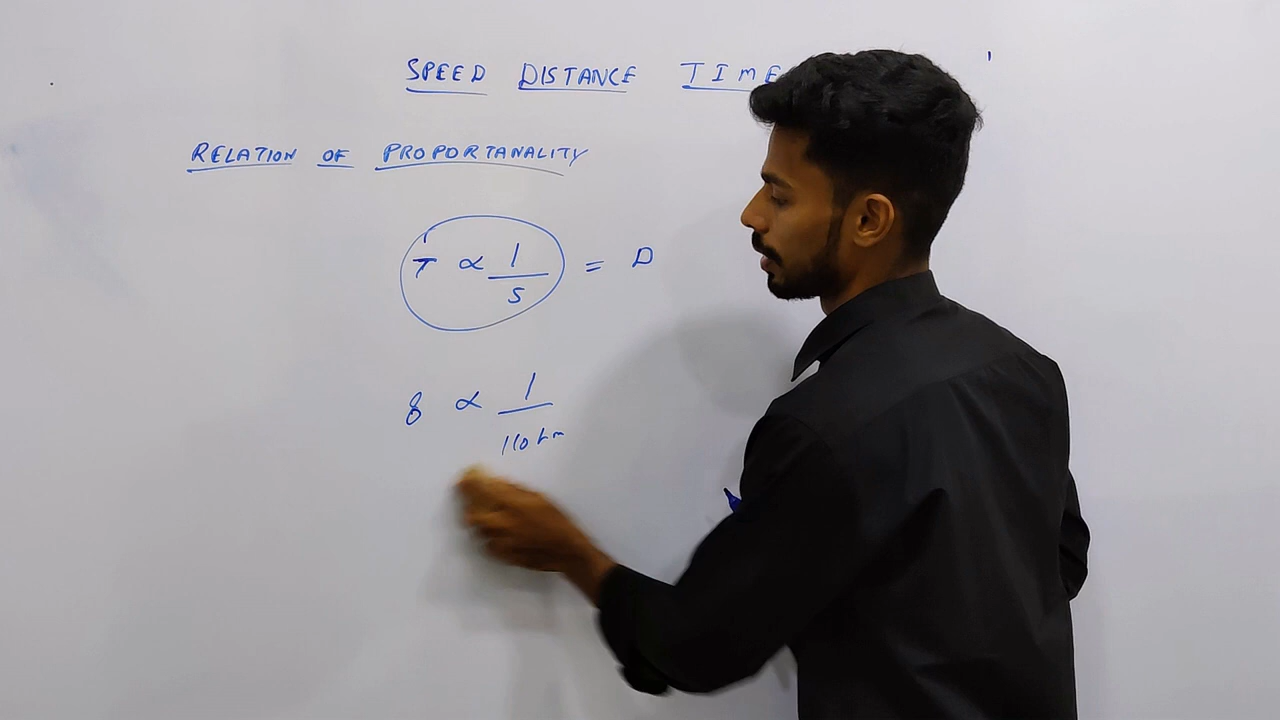 SPEED DISTANCE TIME
RELATION OF PROPORTANALITY
T ∝ 1/S = D
8 ∝ 1/110 km